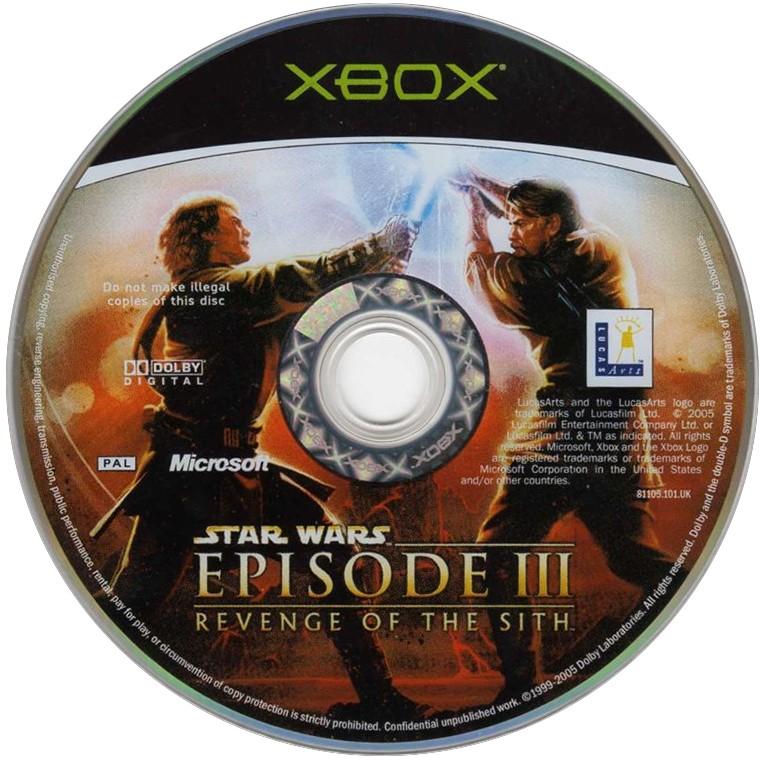 XBOX
Do not make illegal
copies of this disc
DOLBY
DIGITAL
PAL
Microsoft
XBOX
XBOX
LUCAS
Arts
LucasArts and the LucasArts logo are
trademarks of Lucasfilm Ltd. © 2005
Lucasfilm Entertainment Company Ltd. or
Lucasfilm Ltd. & TM as indicated. All rights
reserved. Microsoft, Xbox and the Xbox Logo
are registered trademarks or trademarks of
Microsoft Corporation in the United States
and/or other countries.
81105.101.UK
STAR WARS
EPISODE III
REVENGE OF THE SITH
Unauthorised copying, reverse engineering, transmission, public performance, rental, pay for play, or circumvention of copy protection is strictly prohibited. Confidential unpublished work. ©1999-2005 Dolby Laboratories. All rights reserved. Dolby and the double-D symbol are trademarks of Dolby Laboratories.